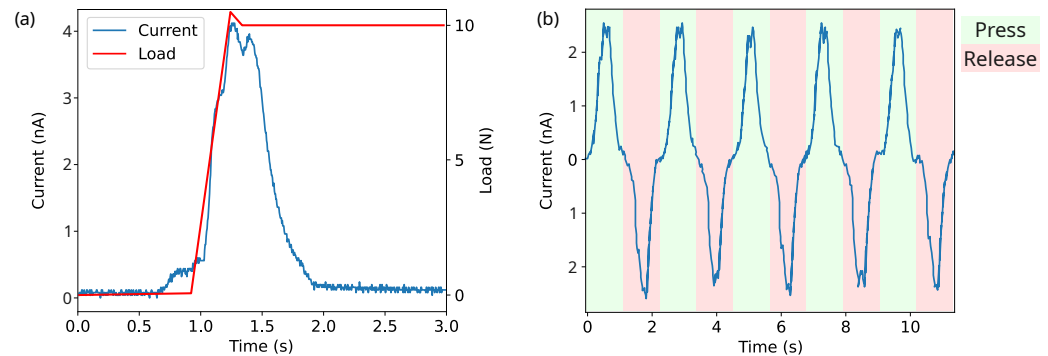 (a)
Current
Load
4
3
2
1
0
Current (nA)
10
5
0
Load (N)
0.0 0.5 1.0 1.5 2.0 2.5 3.0
Time (s)
(b)
2
1
0
1
2
Current (nA)
0 2 4 6 8 10
Time (s)
Press
Release